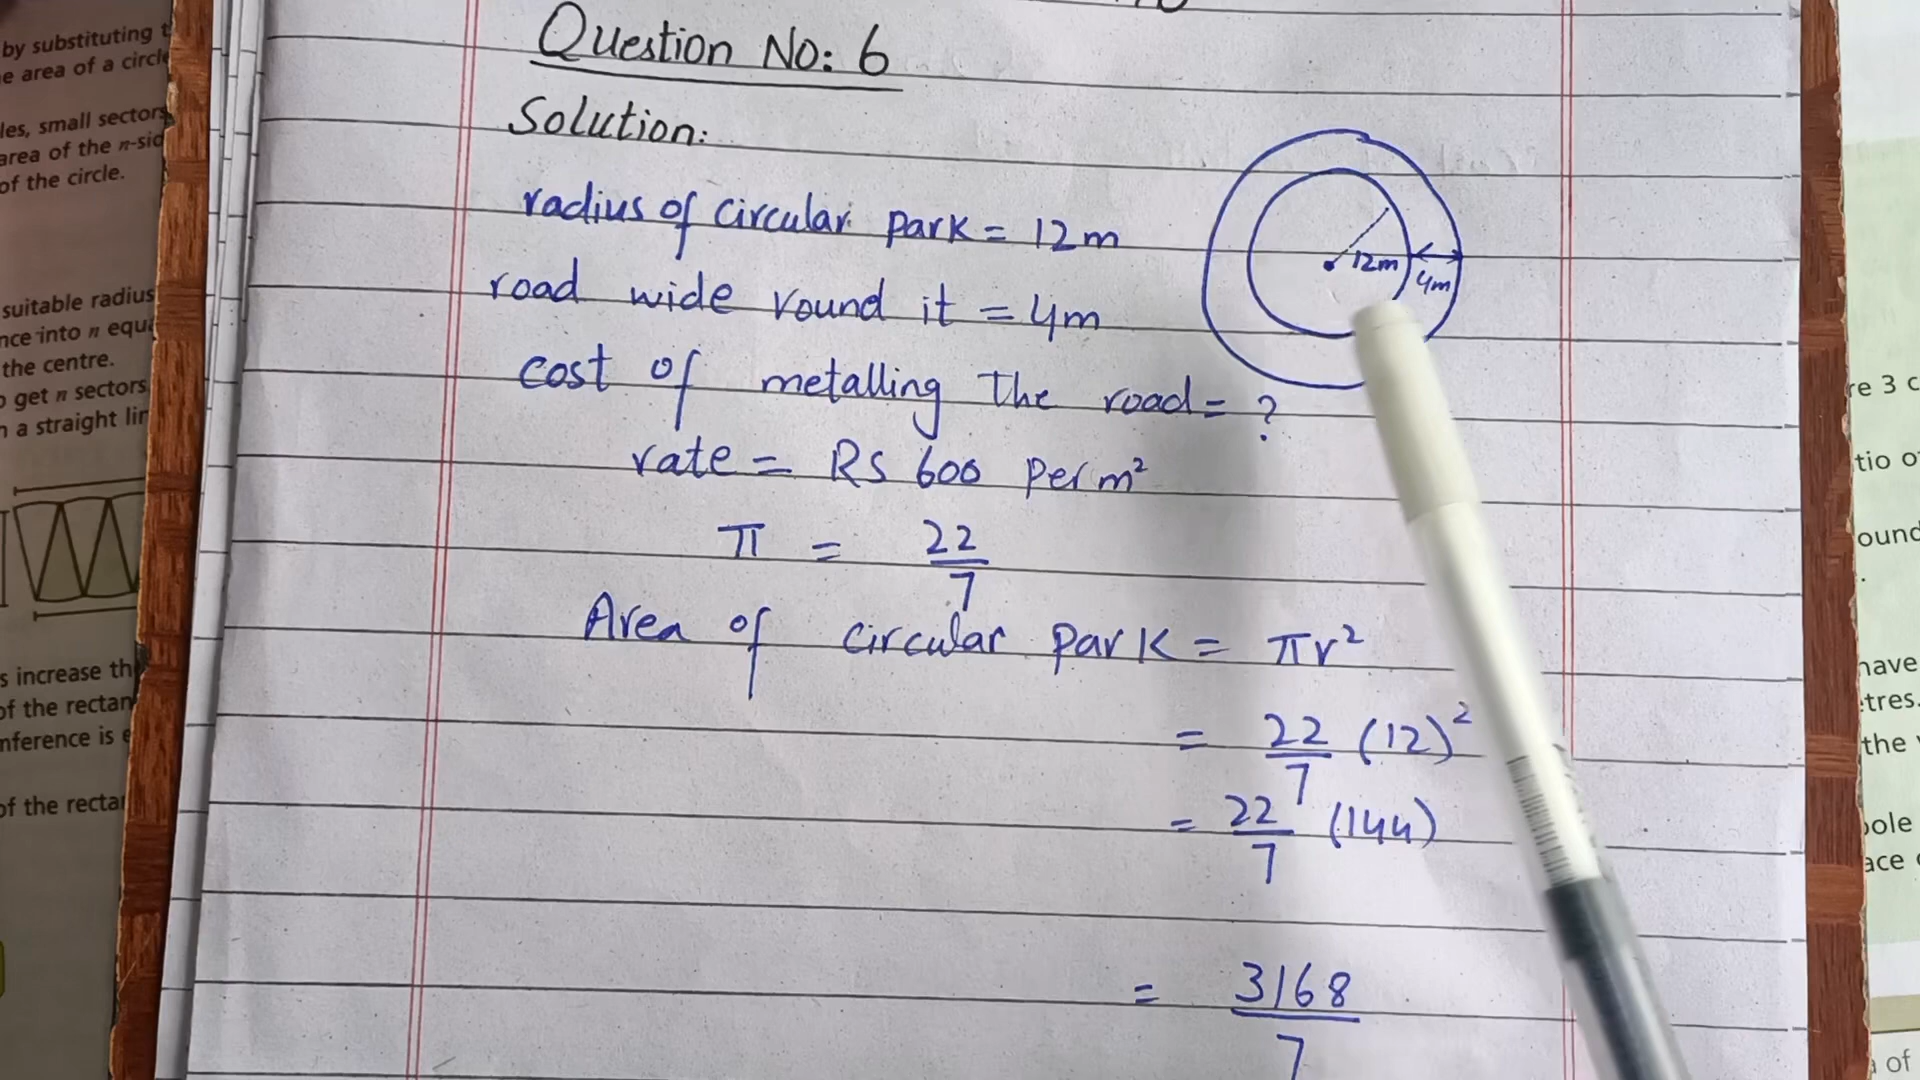 by substituting
area of a circle
les, small sectors
area of the n-sid
of the circle.
suitable radius
nce into n equa
the centre.
get n sectors
a straight lin
s increase th
of the rectan
mference is e
of the recta
Question No: 6
Solution:
radius of circular park = 12m
road wide round it = 4m
cost of metalling the road = ?
rate = RS 600 per m²
π = 22/7
Area of circular park = πr²
= 22/7 (12)²
= 22/7 (144)
= 3168/7
12m
4m
re 3 c
tio o
ound
have
tres.
the
pole
ace
of